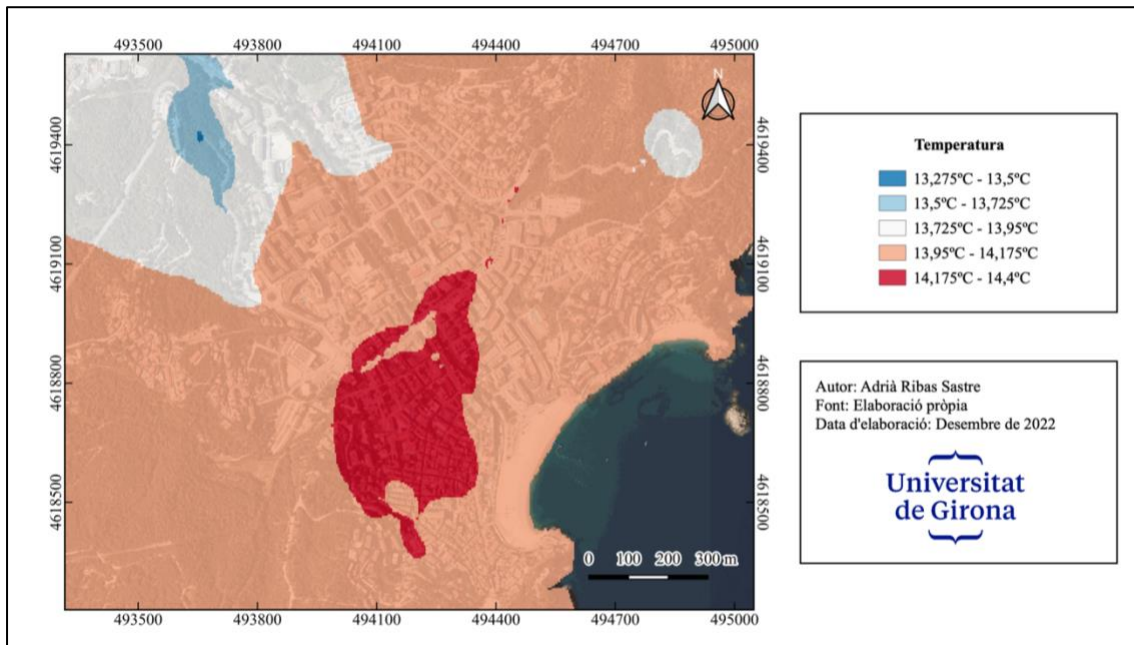 493500 493800 494100 494400 494700 495000
N
4619400 4619400
4619100 4619100
4618800 4618800
4618500 4618500
0 100 200 300 m
493500 493800 494100 494400 494700 495000
Temperatura
13,275ºC - 13,5ºC
13,5ºC - 13,725ºC
13,725ºC - 13,95ºC
13,95ºC - 14,175ºC
14,175ºC - 14,4ºC
Autor: Adrià Ribas Sastre
Font: Elaboració pròpia
Data d'elaboració: Desembre de 2022
Universitat
de Girona